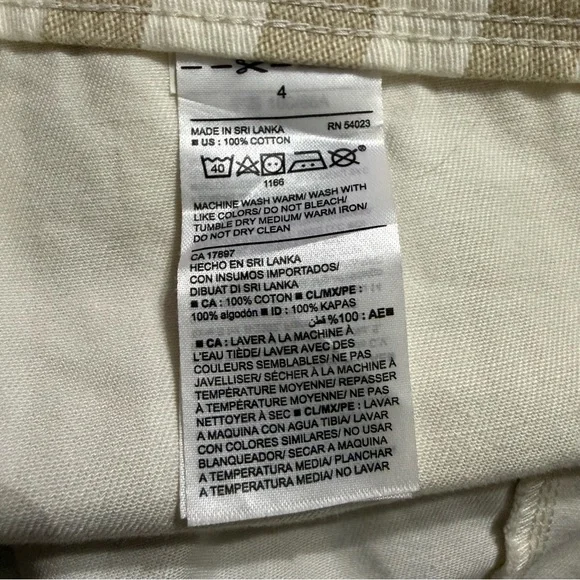 4
MADE IN SRI LANKA RN 54023
■ US : 100% COTTON
40
1166
MACHINE WASH WARM/ WASH WITH
LIKE COLORS/ DO NOT BLEACH/
TUMBLE DRY MEDIUM/ WARM IRON/
DO NOT DRY CLEAN
CA 17897
HECHO EN SRI LANKA
CON INSUMOS IMPORTADOS/
DIBUAT DI SRI LANKA
■ CA : 100% COTON ■ CL/MX/PE :
100% algodón ■ ID : 100% KAPAS
■ AE : 100% قطن
■ CA : LAVER À LA MACHINE À
L'EAU TIÈDE/ LAVER AVEC DES
COULEURS SEMBLABLES/ NE PAS
JAVELLISER/ SÉCHER À LA MACHINE À
TEMPÉRATURE MOYENNE/ REPASSER
À TEMPÉRATURE MOYENNE/ NE PAS
NETTOYER À SEC ■ CL/MX/PE : LAVAR
A MAQUINA CON AGUA TIBIA/ LAVAR
CON COLORES SIMILARES/ NO USAR
BLANQUEADOR/ SECAR A MAQUINA
A TEMPERATURA MEDIA/ PLANCHAR
A TEMPERATURA MEDIA/ NO LAVAR